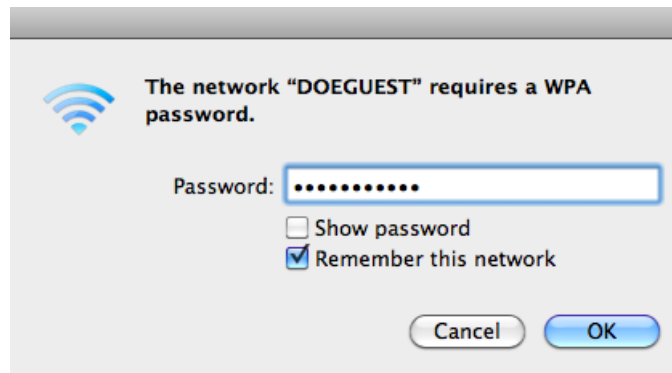 The network “DOEGUEST” requires a WPA
password.
Password: •••••••••••
Show password
Remember this network
Cancel OK